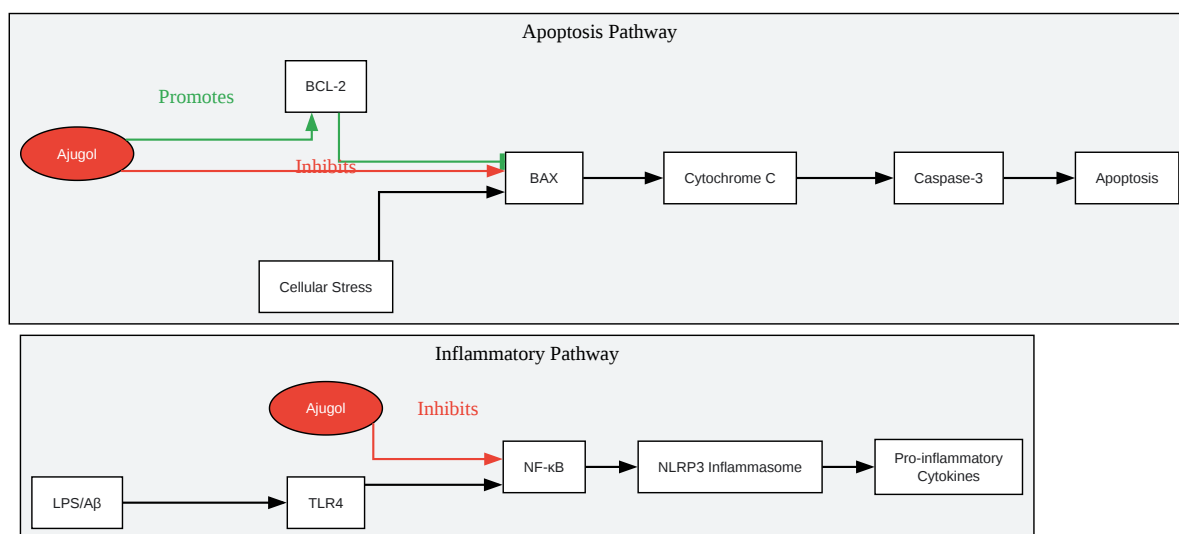 Apoptosis Pathway
BCL-2
Promotes
Ajugol
Inhibits
BAX
Cytochrome C
Caspase-3
Apoptosis
Cellular Stress
Inflammatory Pathway
Ajugol
Inhibits
NF-κB
NLRP3 Inflammasome
Pro-inflammatory
Cytokines
LPS/Aβ
TLR4